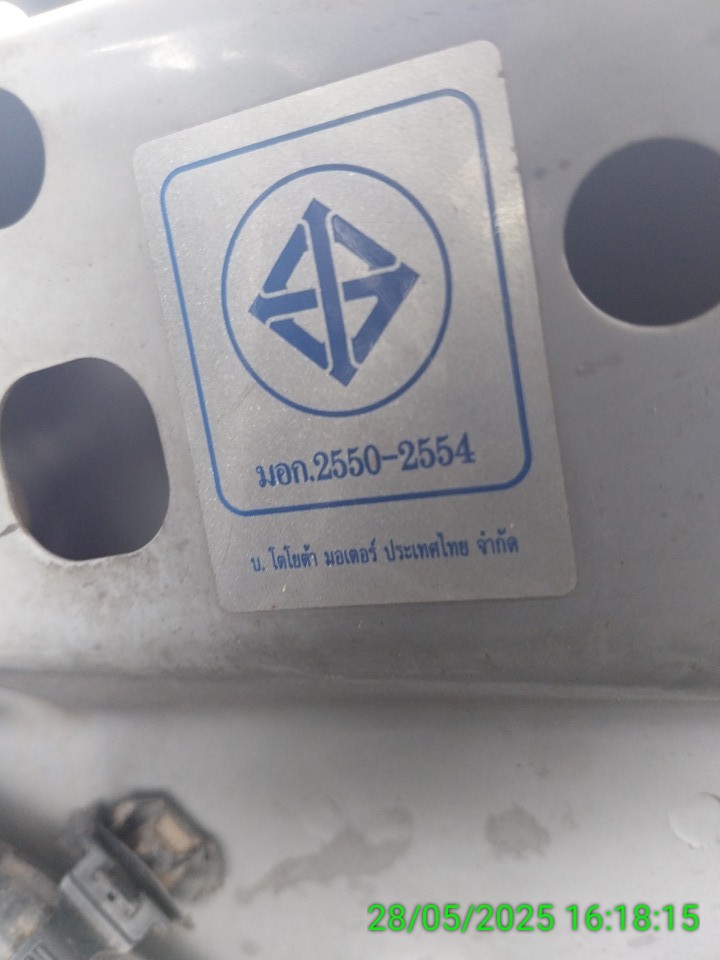 มอก.2550-2554
บ. โตโยต้า มอเตอร์ ประเทศไทย จำกัด
28/05/2025 16:18:15